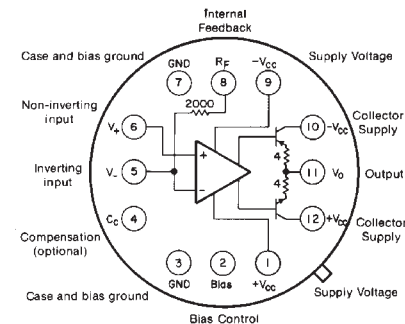 Internal
Feedback
Case and bias ground
Supply Voltage
GND
RF
-Vcc
7
8
9
2000
Non-inverting
input
V+
6
+
10
-Vcc
Collector
Supply
4
Inverting
input
V-
5
-
4
11
Vo
Output
Cc
4
12
+Vcc
Collector
Supply
Compensation
(optional)
3
2
1
GND
Bias
+Vcc
Case and bias ground
Supply Voltage
Bias Control